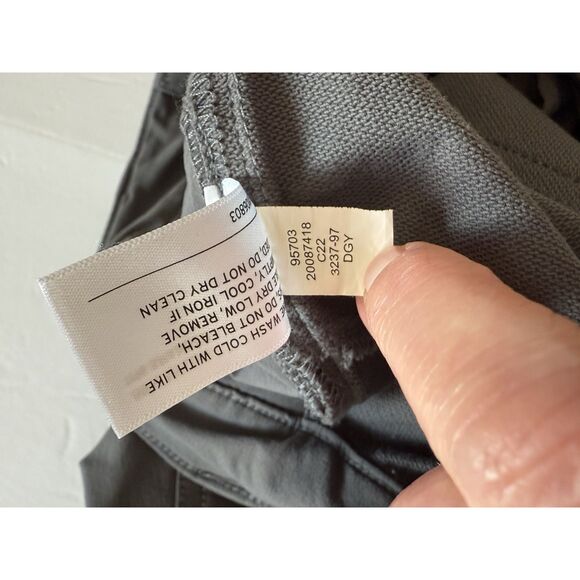 95703
20087418
C22
3237-97
DGY
WASH COLD WITH LIKE
DO NOT BLEACH,
DRY LOW, REMOVE
COOL IRON IF
DO NOT DRY CLEAN